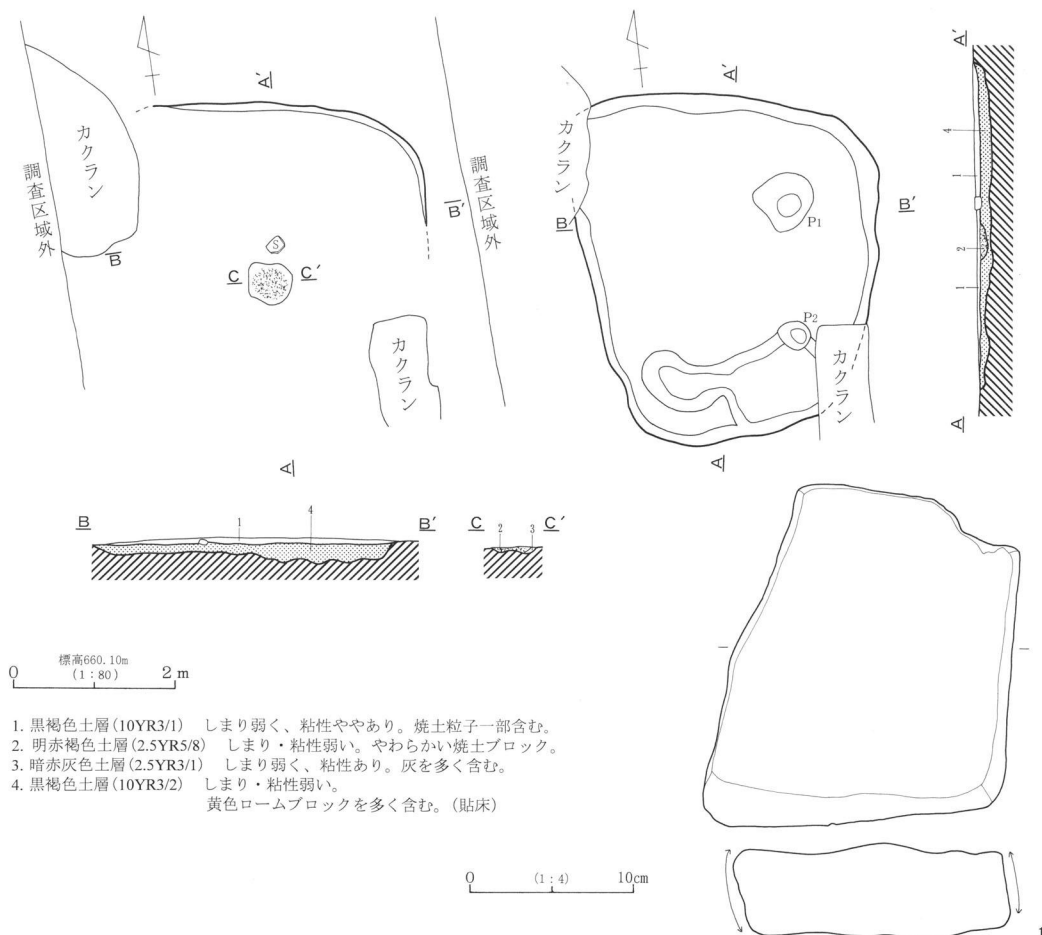 A'
カクラン
調査区域外
B
B'
調査区域外
S
C
C'
カクラン
A
A'
カクラン
B
B'
P1
P2
カクラン
A
A'
4
1
2
1
A
B
1
4
B'
C
2
3
C'
標高660.10m
0
(1：80)
2 m
1. 黒褐色土層(10YR3/1)　しまり弱く、粘性ややあり。焼土粒子一部含む。
2. 明赤褐色土層(2.5YR5/8)　しまり・粘性弱い。やわらかい焼土ブロック。
3. 暗赤灰色土層(2.5YR3/1)　しまり弱く、粘性あり。灰を多く含む。
4. 黒褐色土層(10YR3/2)　しまり・粘性弱い。
黄色ロームブロックを多く含む。(貼床)
0
(1：4)
10cm
1